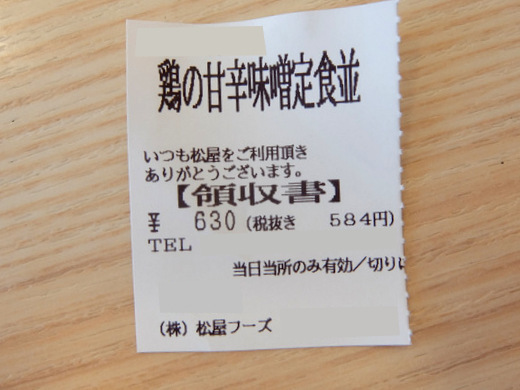 鶏の甘辛味噌定食並
いつも松屋をご利用頂き
ありがとうございます。
【領収書】
¥ 630 (税抜き 584円)
TEL
当日当所のみ有効／切り
(株) 松屋フーズ